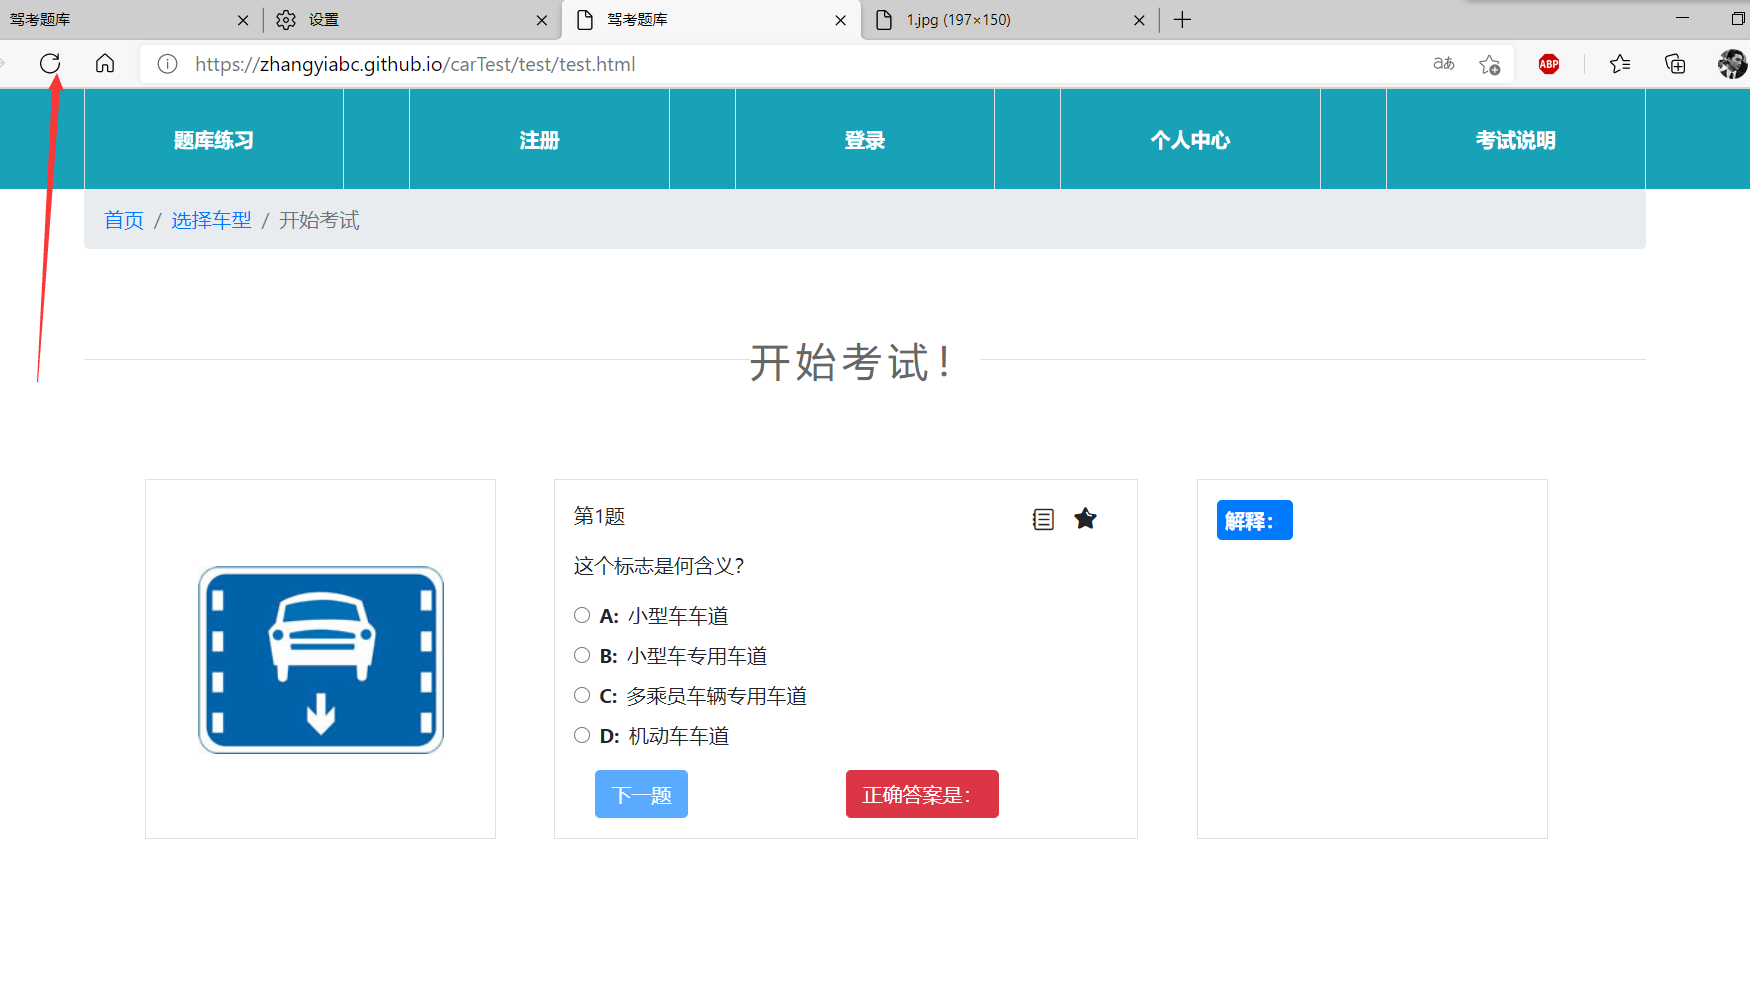 驾考题库
设置
驾考题库
1.jpg (197×150)
https://zhangyiabc.github.io/carTest/test/test.html
aあ
ABP
题库练习
注册
登录
个人中心
考试说明
首页 / 选择车型 / 开始考试
开始考试！
第1题
这个标志是何含义？
A: 小型车车道
B: 小型车专用车道
C: 多乘员车辆专用车道
D: 机动车车道
下一题
正确答案是：
解释：